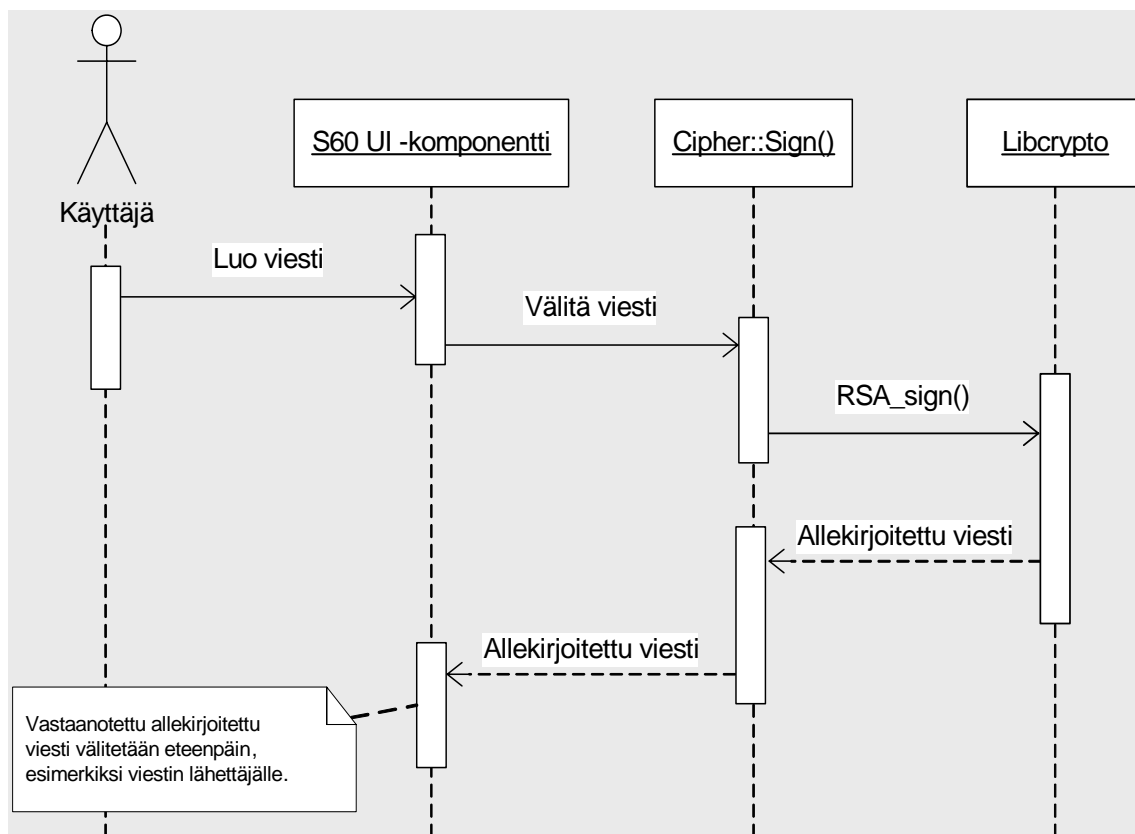 S60 UI -komponentti
Cipher::Sign()
Libcrypto
Käyttäjä
Luo viesti
Välitä viesti
RSA_sign()
Allekirjoitettu viesti
Allekirjoitettu viesti
Vastaanotettu allekirjoitettu
viesti välitetään eteenpäin,
esimerkiksi viestin lähettäjälle.